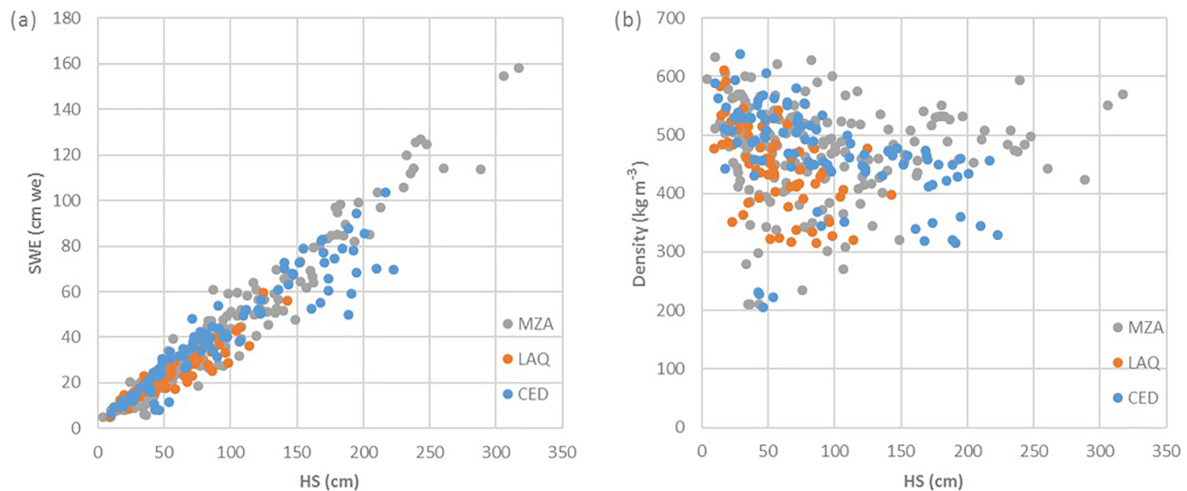 (a)
SWE (cm we)
180
160
140
120
100
80
60
40
20
0
0 50 100 150 200 250 300 350
HS (cm)
MZA
LAQ
CED
(b)
Density (kg m⁻³)
700
600
500
400
300
200
100
0
0 50 100 150 200 250 300 350
HS (cm)
MZA
LAQ
CED